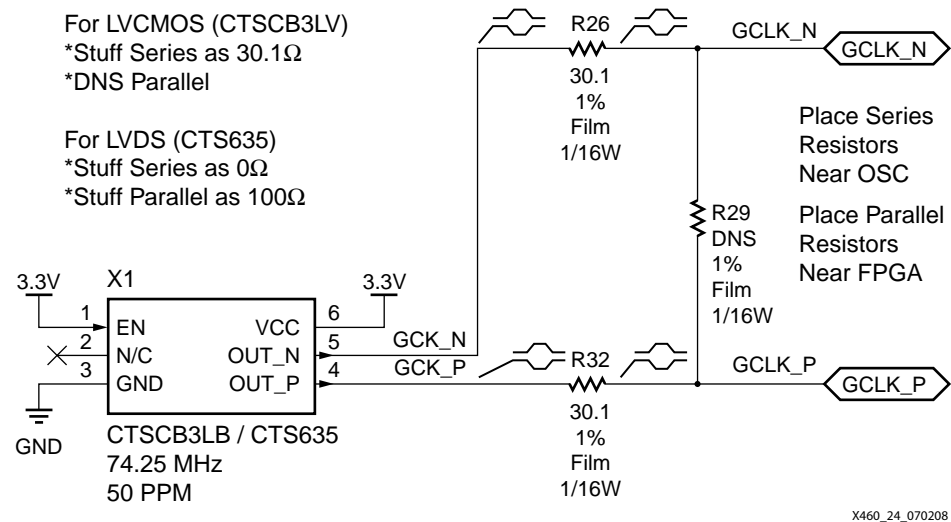 For LVCMOS (CTSCB3LV)
*Stuff Series as 30.1Ω
*DNS Parallel
For LVDS (CTS635)
*Stuff Series as 0Ω
*Stuff Parallel as 100Ω
R26
30.1
1%
Film
1/16W
GCLK_N
GCLK_N
Place Series
Resistors
Near OSC
Place Parallel
Resistors
Near FPGA
R29
DNS
1%
Film
1/16W
3.3V
X1
3.3V
1
EN
VCC
6
2
N/C
OUT_N
5
GCK_N
3
GND
OUT_P
4
GCK_P
GND
CTSCB3LB / CTS635
74.25 MHz
50 PPM
R32
30.1
1%
Film
1/16W
GCLK_P
GCLK_P
X460_24_070208